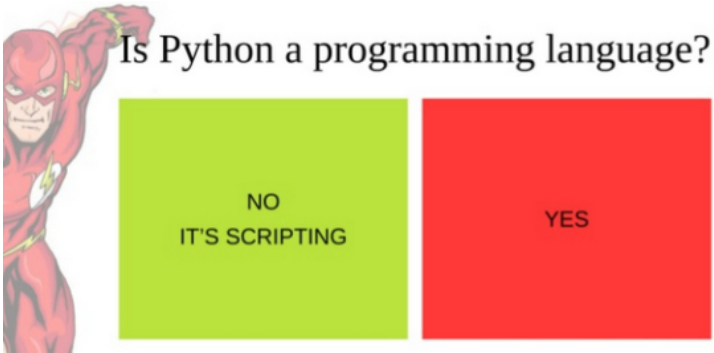 Is Python a programming language?
NO
IT'S SCRIPTING
YES